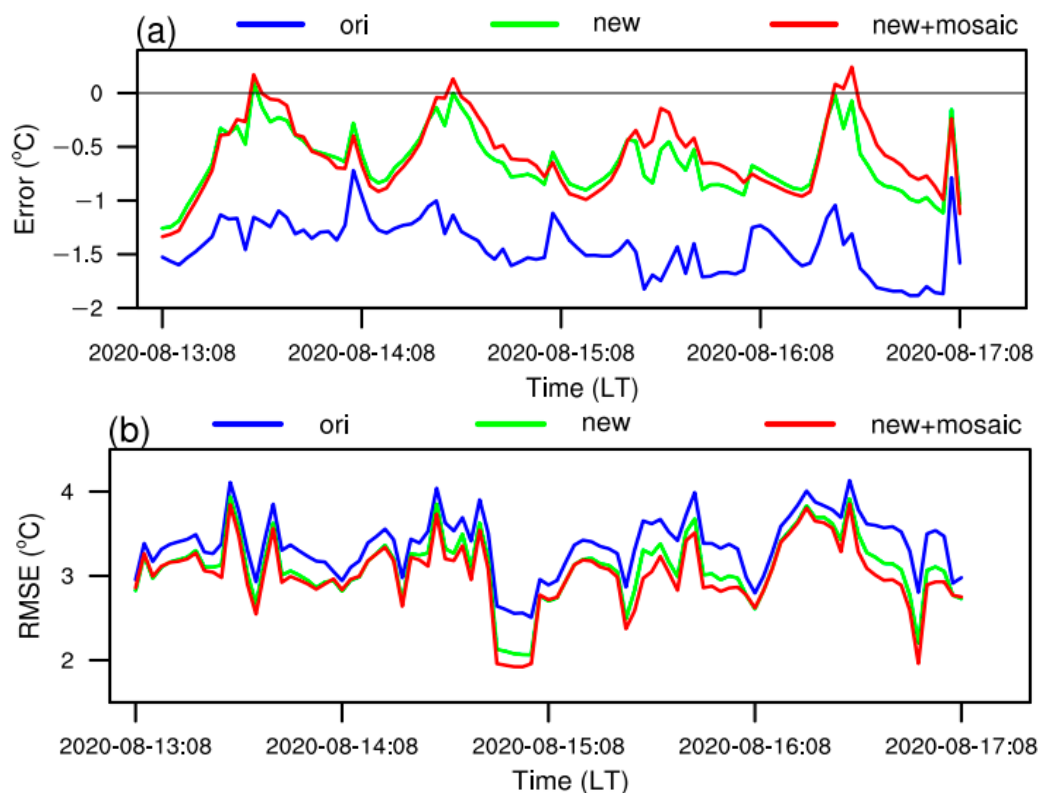 (a) ori new new+mosaic
Error (°C)
0
−0.5
−1
−1.5
−2
2020-08-13:08 2020-08-14:08 2020-08-15:08 2020-08-16:08 2020-08-17:08
Time (LT)
(b) ori new new+mosaic
RMSE (°C)
4
3
2
2020-08-13:08 2020-08-14:08 2020-08-15:08 2020-08-16:08 2020-08-17:08
Time (LT)